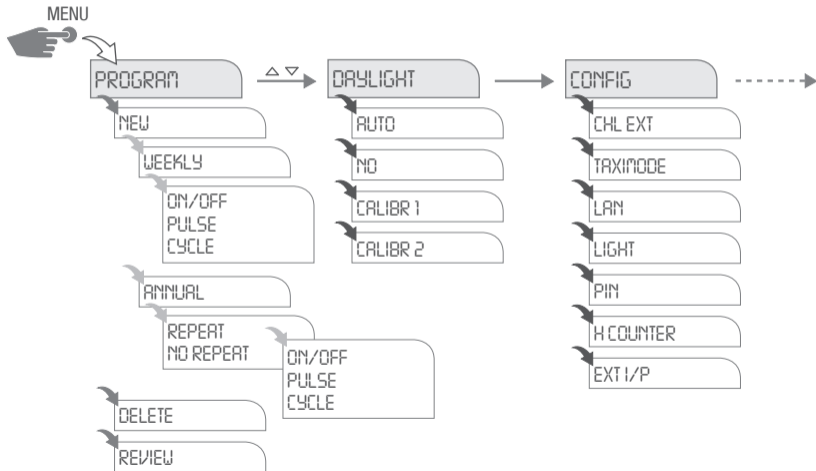 MENU
PROGRAM
NEW
WEEKLY
ON/OFF
PULSE
CYCLE
ANNUAL
REPEAT
NO REPEAT
ON/OFF
PULSE
CYCLE
DELETE
REVIEW
DAYLIGHT
AUTO
NO
CALIBR 1
CALIBR 2
CONFIG
CHL EXT
TAXIMODE
LAN
LIGHT
PIN
H COUNTER
EXT I/P